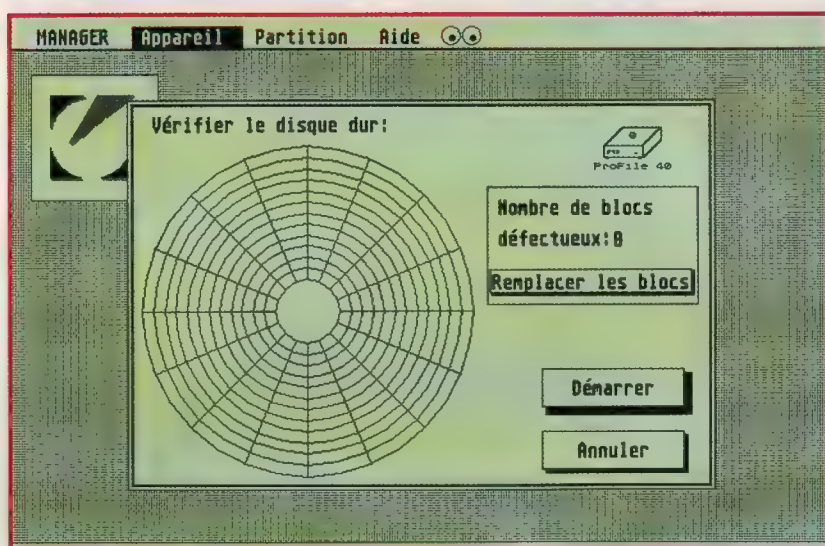 MANAGER Appareil Partition Aide
Vérifier le disque dur:
ProFile 40
Nombre de blocs
défectueux:0
Remplacer les blocs
Démarrer
Annuler